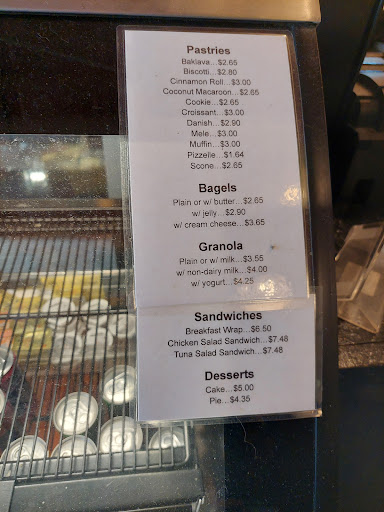 Pastries
Baklava...$2.65
Biscotti...$2.80
Cinnamon Roll...$3.00
Coconut Macaroon...$2.65
Cookie...$2.65
Croissant...$3.00
Danish...$2.90
Mele...$3.00
Muffin...$3.00
Pizzelle...$1.64
Scone...$2.65
Bagels
Plain or w/ butter...$2.65
w/ jelly...$2.90
w/ cream cheese...$3.65
Granola
Plain or w/ milk...$3.55
w/ non-dairy milk...$4.00
w/ yogurt...$4.25
Sandwiches
Breakfast Wrap...$6.50
Chicken Salad Sandwich...$7.48
Tuna Salad Sandwich...$7.48
Desserts
Cake...$5.00
Pie...$4.35